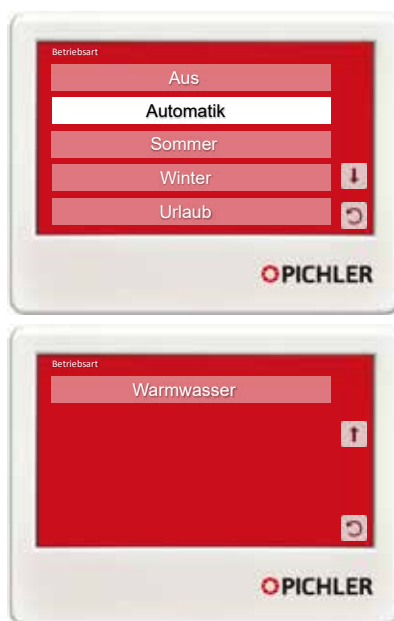 Betriebsart
Aus
Automatik
Sommer
Winter
Urlaub
PICHLER
Betriebsart
Warmwasser
PICHLER